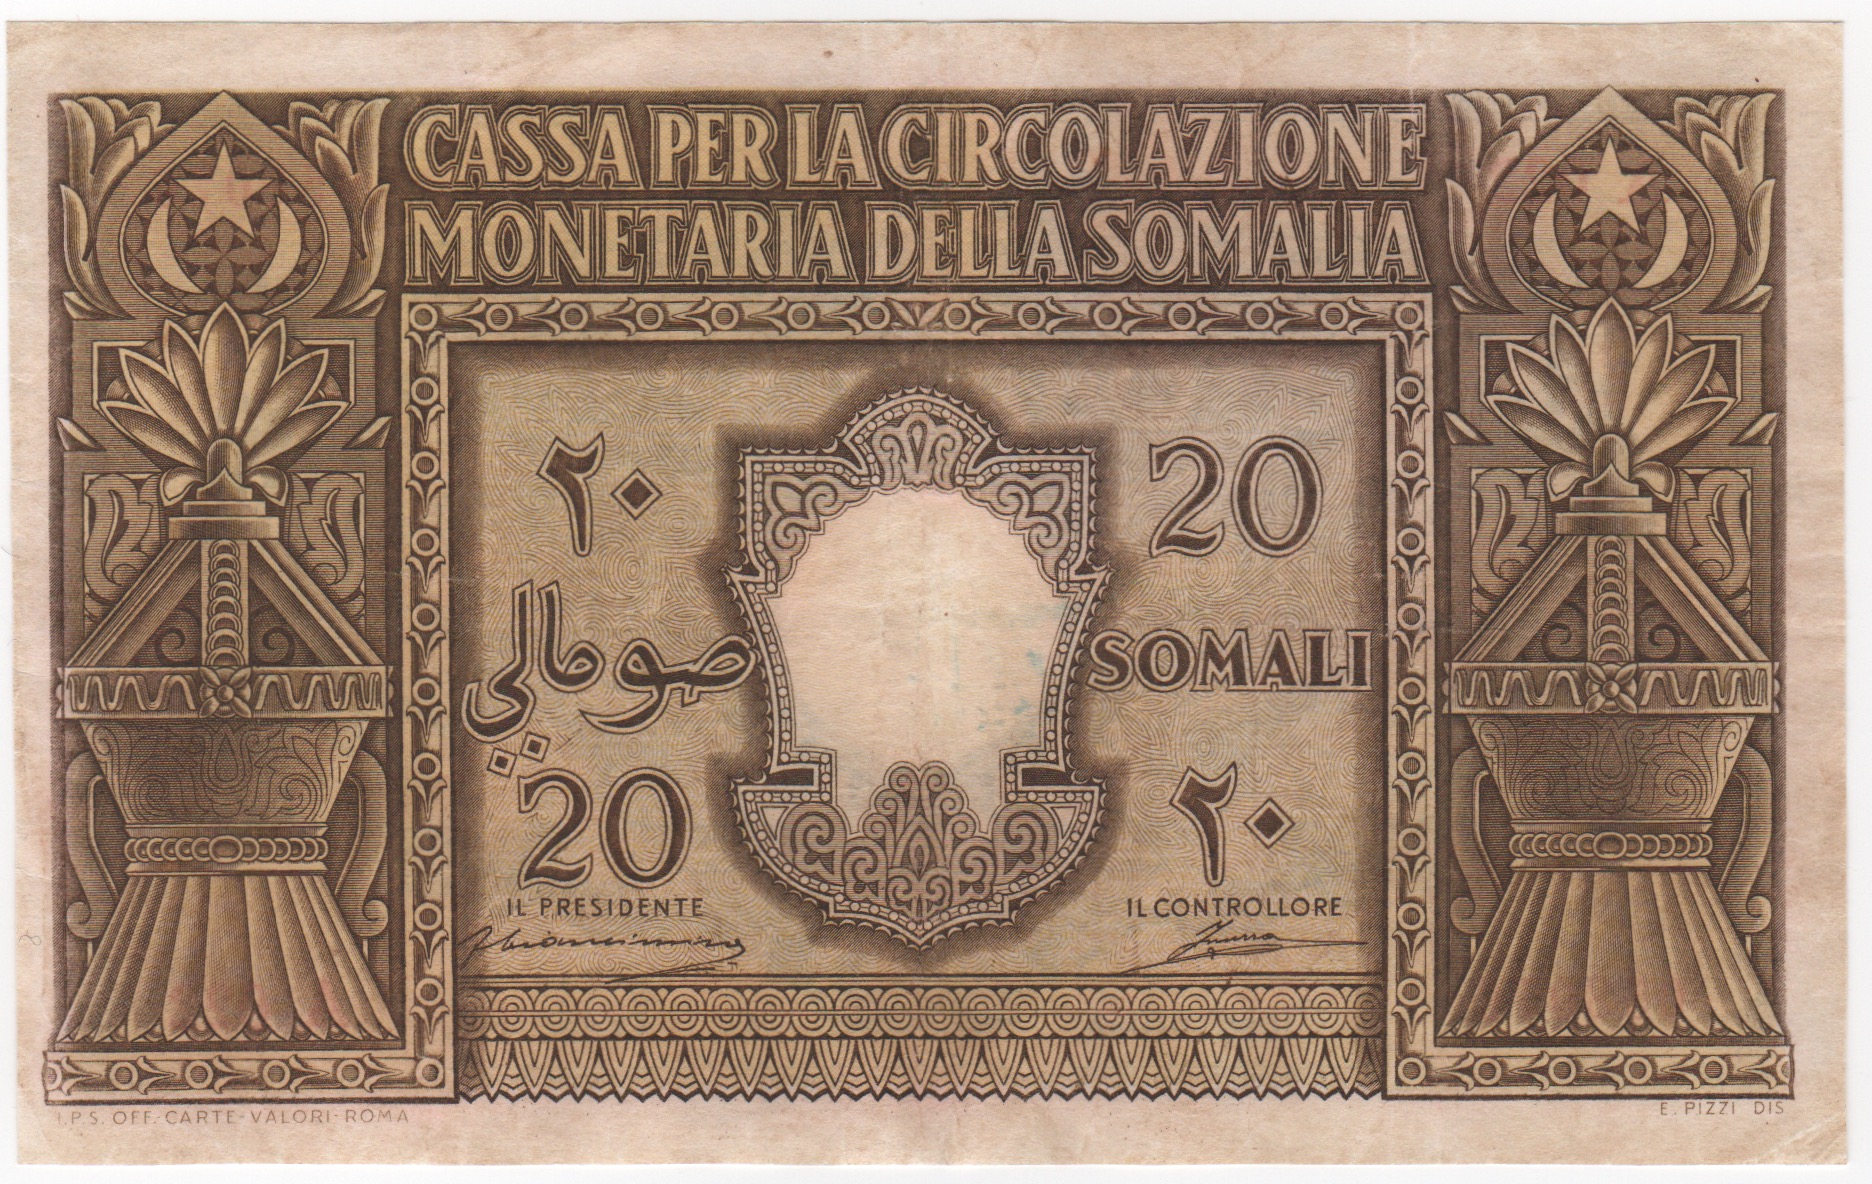 CASSA PER LA CIRCOLAZIONE
MONETARIA DELLA SOMALIA
٢٠
20
صومالي
SOMALI
20
٢٠
IL PRESIDENTE
IL CONTROLLORE
I.P.S. OFF. CARTE-VALORI-ROMA
E. PIZZI DIS